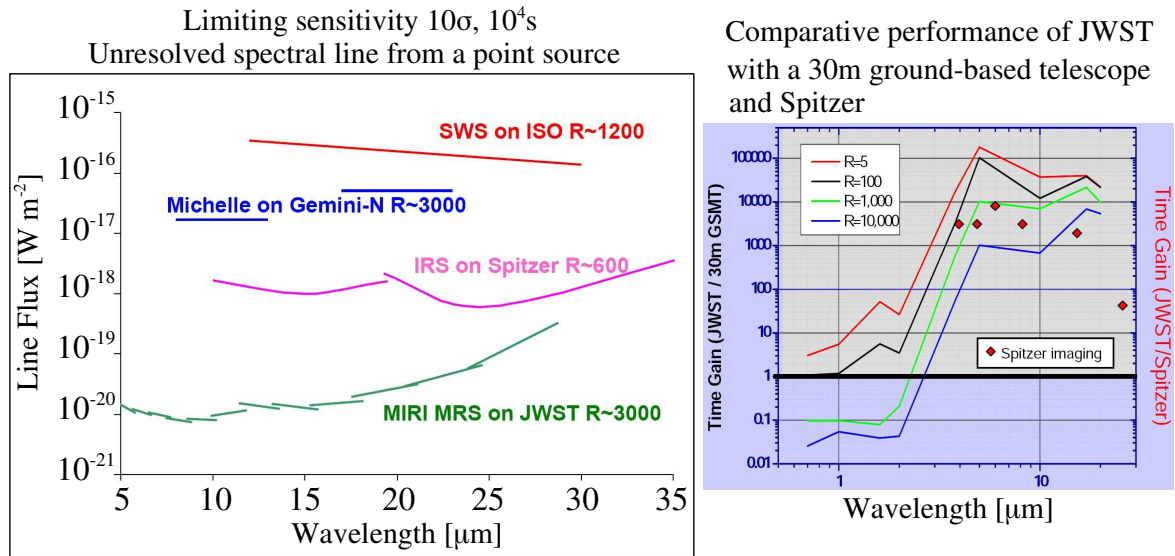 Limiting sensitivity 10σ, 10⁴s
Unresolved spectral line from a point source
Line Flux [W m⁻²]
10⁻¹⁵
10⁻¹⁶
10⁻¹⁷
10⁻¹⁸
10⁻¹⁹
10⁻²⁰
10⁻²¹
SWS on ISO R~1200
Michelle on Gemini-N R~3000
IRS on Spitzer R~600
MIRI MRS on JWST R~3000
5 10 15 20 25 30 35
Wavelength [μm]
Comparative performance of JWST
with a 30m ground-based telescope
and Spitzer
Time Gain (JWST / 30m GSMT)
100000
10000
1000
100
10
1
0.1
0.01
R=5
R=100
R=1,000
R=10,000
Spitzer imaging
Time Gain (JWST/Spitzer)
1 10
Wavelength [μm]